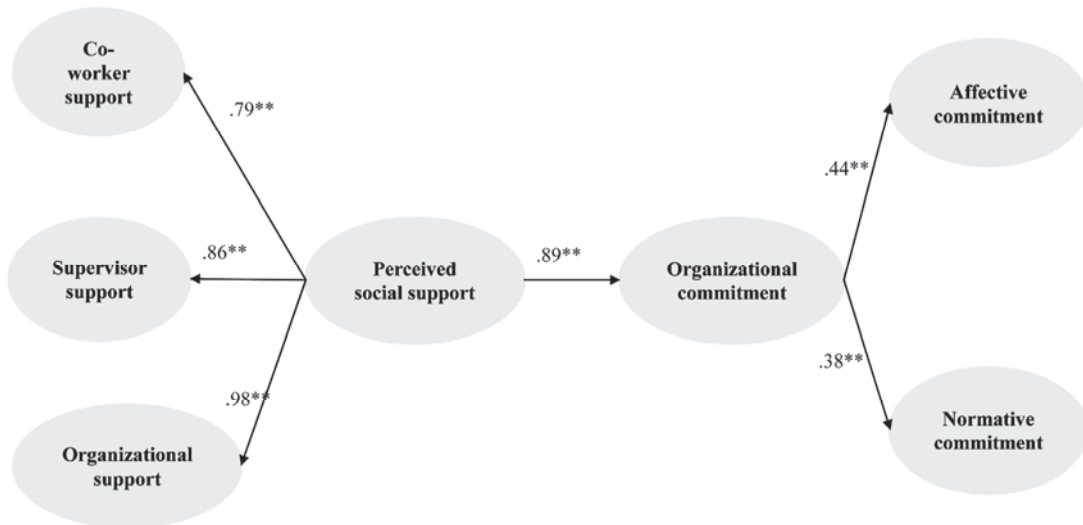 Co-
worker
support
.79**
Affective
commitment
.44**
Supervisor
support
.86**
Perceived
social support
.89**
Organizational
commitment
.98**
.38**
Organizational
support
Normative
commitment